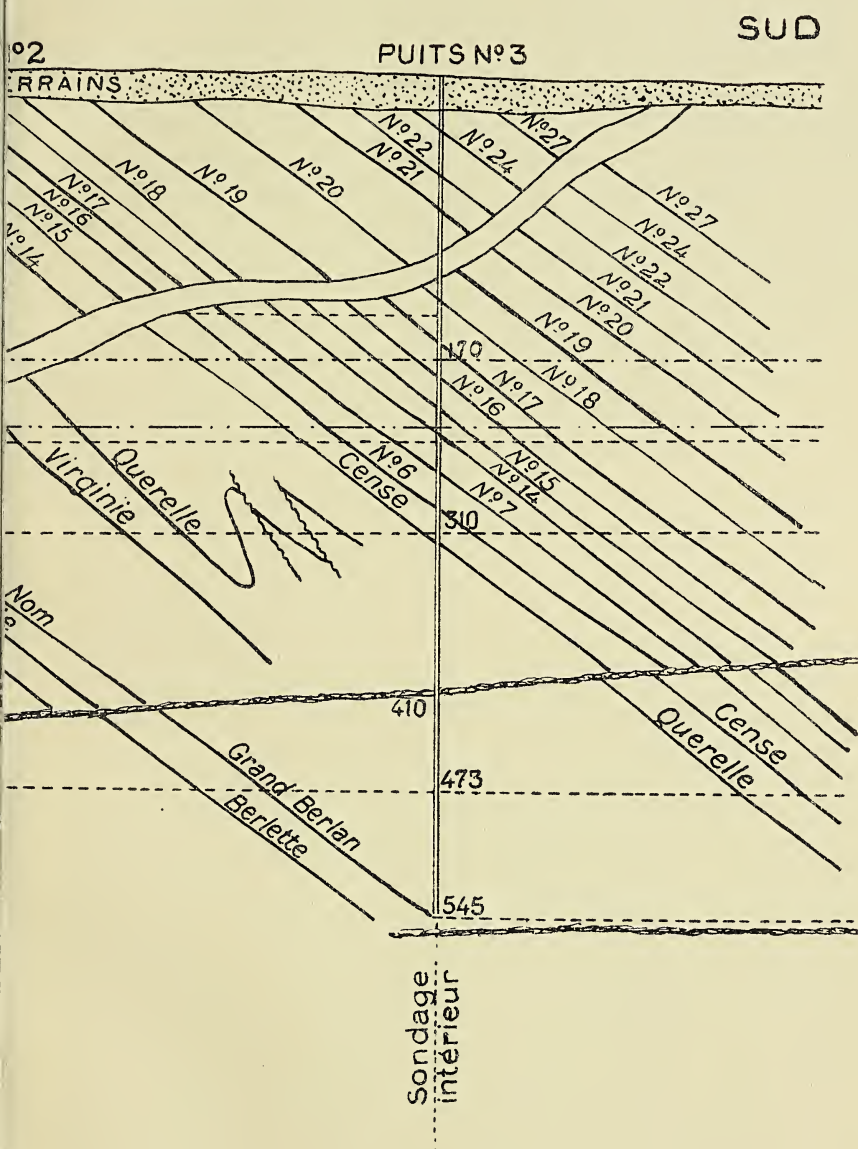 SUD
Nº2
PUITS Nº3
RRAINS
Nº27
Nº22
Nº24
Nº21
Nº20
Nº19
Nº18
Nº17
Nº16
Nº15
Nº14
Nº27
Nº24
Nº22
Nº21
Nº20
Nº19
Nº18
170
Nº17
Nº16
Nº15
Nº14
Nº6
Nº7
Cense
Querelle
Virginie
310
Nom
410
Cense
Querelle
473
Grand Berlan
Berlette
545
Sondage
intérieur